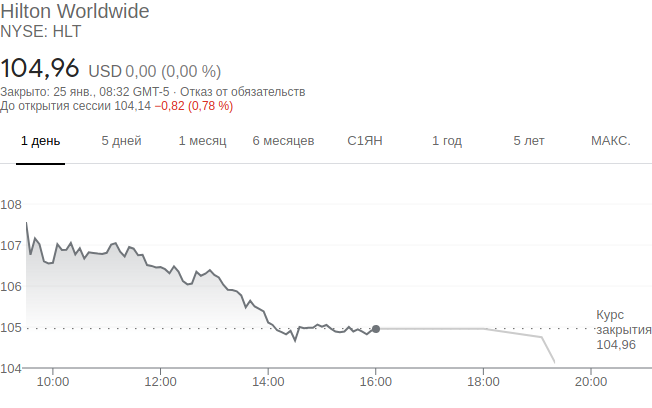 Hilton Worldwide
NYSE: HLT
104,96 USD 0,00 (0,00 %)
Закрыто: 25 янв., 08:32 GMT-5 · Отказ от обязательств
До открытия сессии 104,14 −0,82 (0,78 %)
1 день 5 дней 1 месяц 6 месяцев С1ЯН 1 год 5 лет МАКС.
108
107
106
105
104
Курс
закрытия
104,96
10:00 12:00 14:00 16:00 18:00 20:00